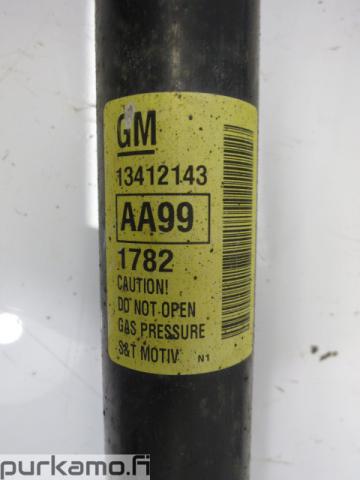 GM
13412143
AA99
1782
CAUTION!
DO NOT OPEN
GAS PRESSURE
S&T MOTIV N1
purkamo.fi